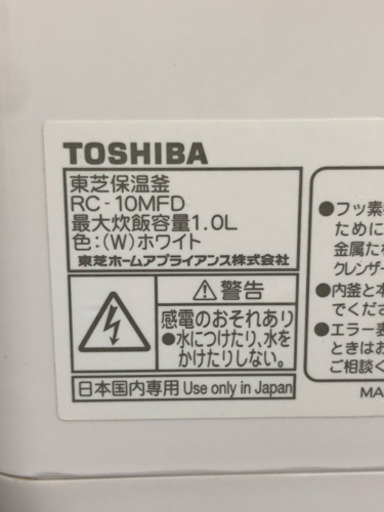 TOSHIBA
東芝保温釜
RC-10MFD
最大炊飯容量1.0L
色:(W)ホワイト
東芝ホームアプライアンス株式会社
警告
感電のおそれあり
●水につけたり、水を
かけたりしない。
日本国内専用 Use only in Japan
●フッ素
ために
金属た
クレンザー
●内釜と本
でくださ
●エラー表
ときはお
ご相談く
MA